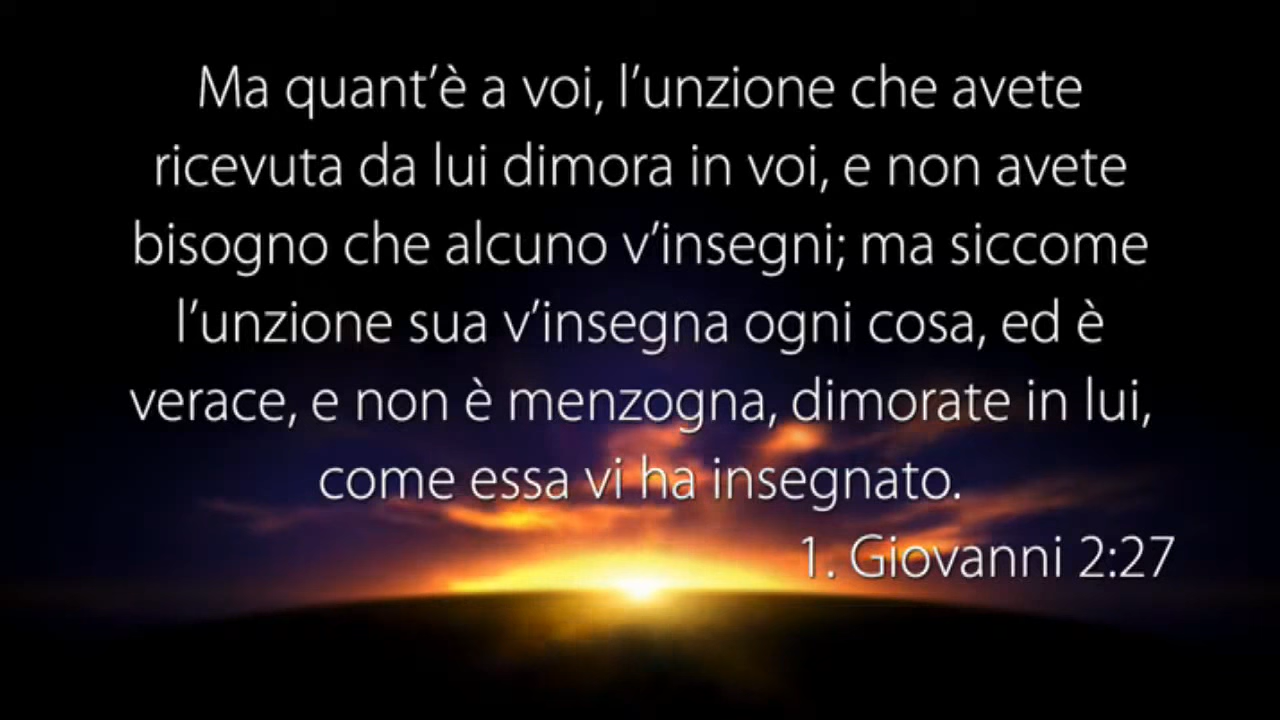 Ma quant’è a voi, l’unzione che avete
ricevuta da lui dimora in voi, e non avete
bisogno che alcuno v’insegni; ma siccome
l’unzione sua v’insegna ogni cosa, ed è
verace, e non è menzogna, dimorate in lui,
come essa vi ha insegnato.
1. Giovanni 2:27